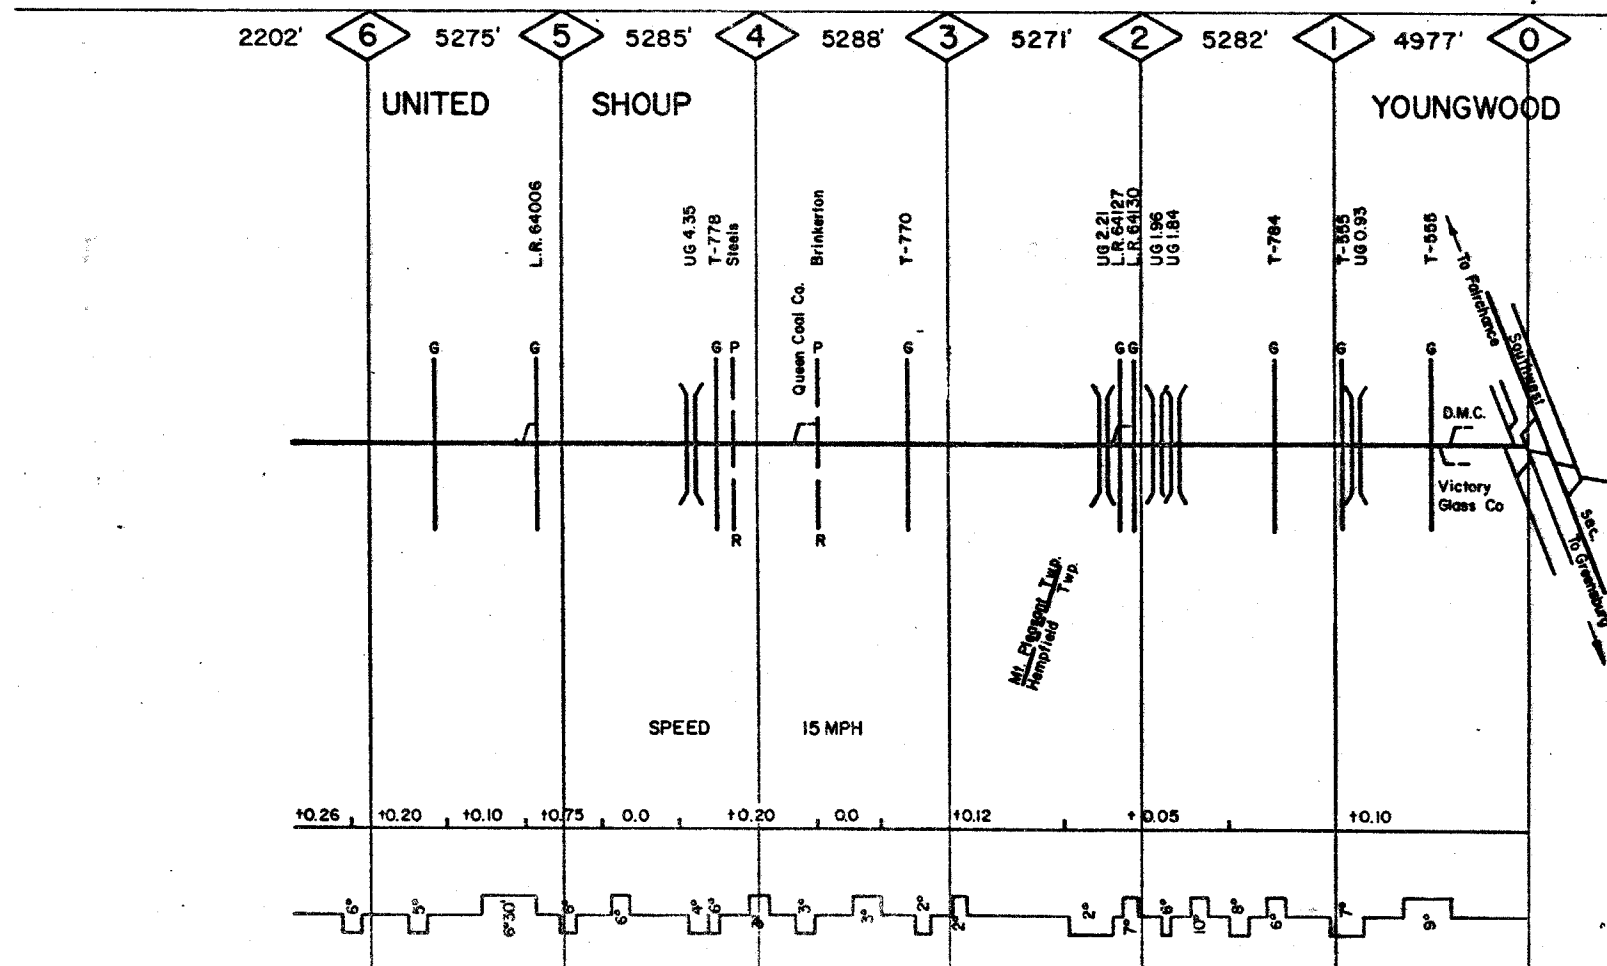 2202' 6 5275' 5 5285' 4 5288' 3 5271' 2 5282' 1 4977' 0
UNITED SHOUP YOUNGWOOD
L.R. 64006
UG 4.35
T-778
Steels
Queen Coal Co.
Brinkerton
T-770
UG 2.21
L.R. 64127
L.R. 64130
UG 1.96
UG 1.84
T-784
T-555
UG 0.93
T-555
To Fairchance
Southwest
Sec.
To Greensburg
G G G P P G G G G G G
D.M.C.
Victory
Glass Co
R R
Mt. Pleasant Twp.
Hempfield Twp.
SPEED 15 MPH
+0.26 +0.20 +0.10 +0.75 0.0 +0.20 0.0 +0.12 +0.05 +0.10
6° 5° 6°30' 6° 6° 4° 6° 3° 3° 2° 2° 2° 7° 6° 10° 8° 6° 7° 9°